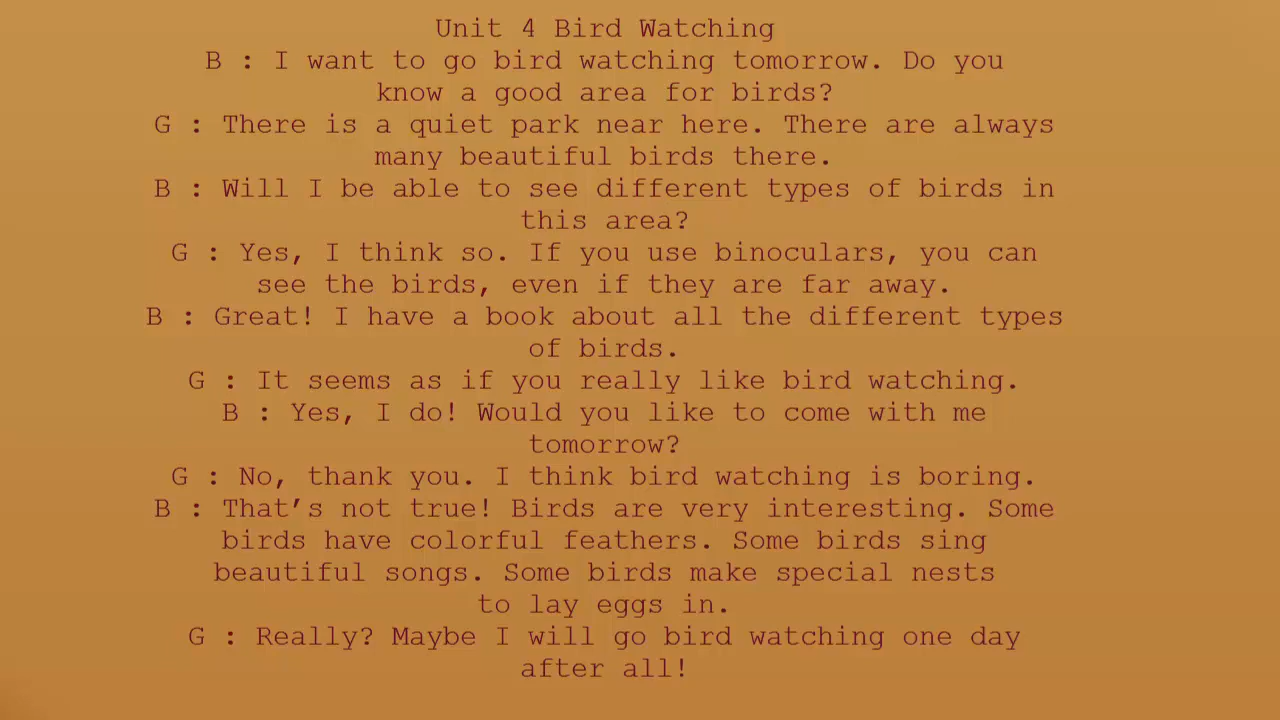 Unit 4 Bird Watching
B : I want to go bird watching tomorrow. Do you
know a good area for birds?
G : There is a quiet park near here. There are always
many beautiful birds there.
B : Will I be able to see different types of birds in
this area?
G : Yes, I think so. If you use binoculars, you can
see the birds, even if they are far away.
B : Great! I have a book about all the different types
of birds.
G : It seems as if you really like bird watching.
B : Yes, I do! Would you like to come with me
tomorrow?
G : No, thank you. I think bird watching is boring.
B : That’s not true! Birds are very interesting. Some
birds have colorful feathers. Some birds sing
beautiful songs. Some birds make special nests
to lay eggs in.
G : Really? Maybe I will go bird watching one day
after all!